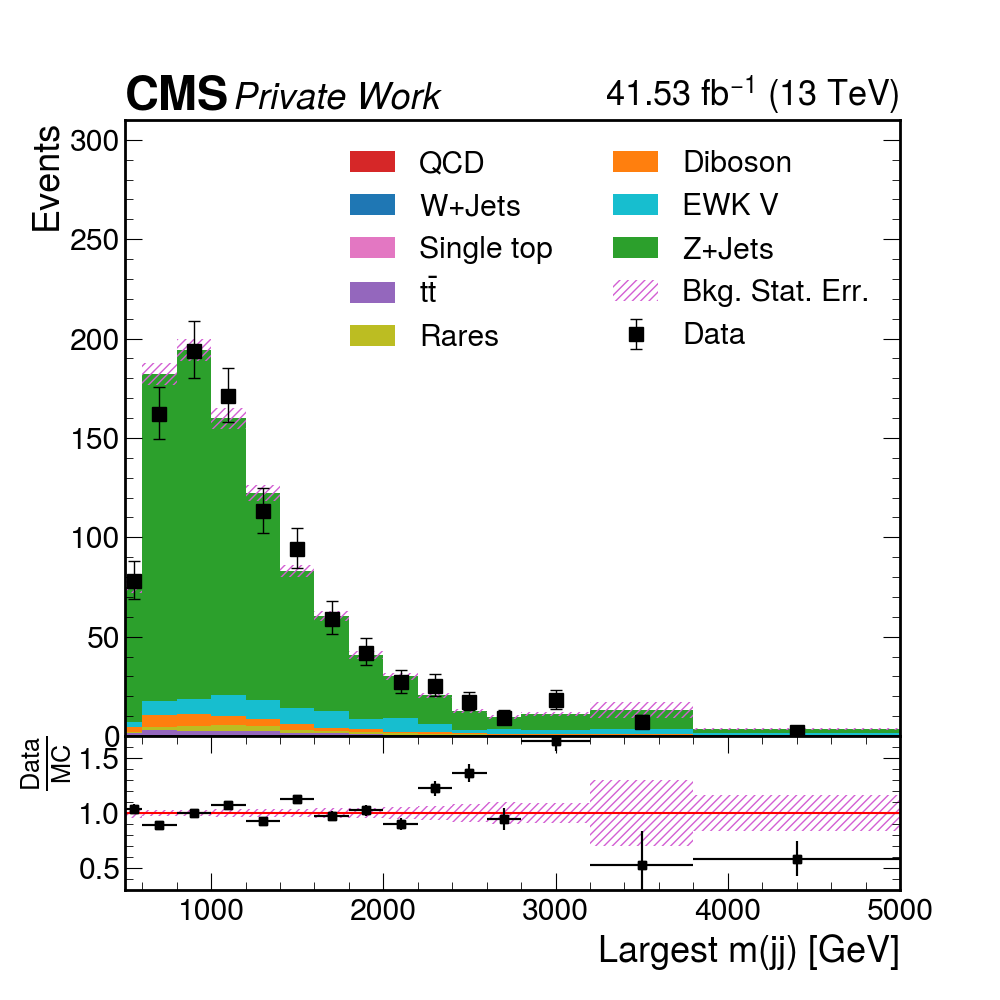 CMS Private Work 41.53 fb⁻¹ (13 TeV)
Events
300
250
200
150
100
50
0
QCD
W+Jets
Single top
tt̄
Rares
Diboson
EWK V
Z+Jets
Bkg. Stat. Err.
Data
Data
MC
1.5
1.0
0.5
1000 2000 3000 4000 5000
Largest m(jj) [GeV]